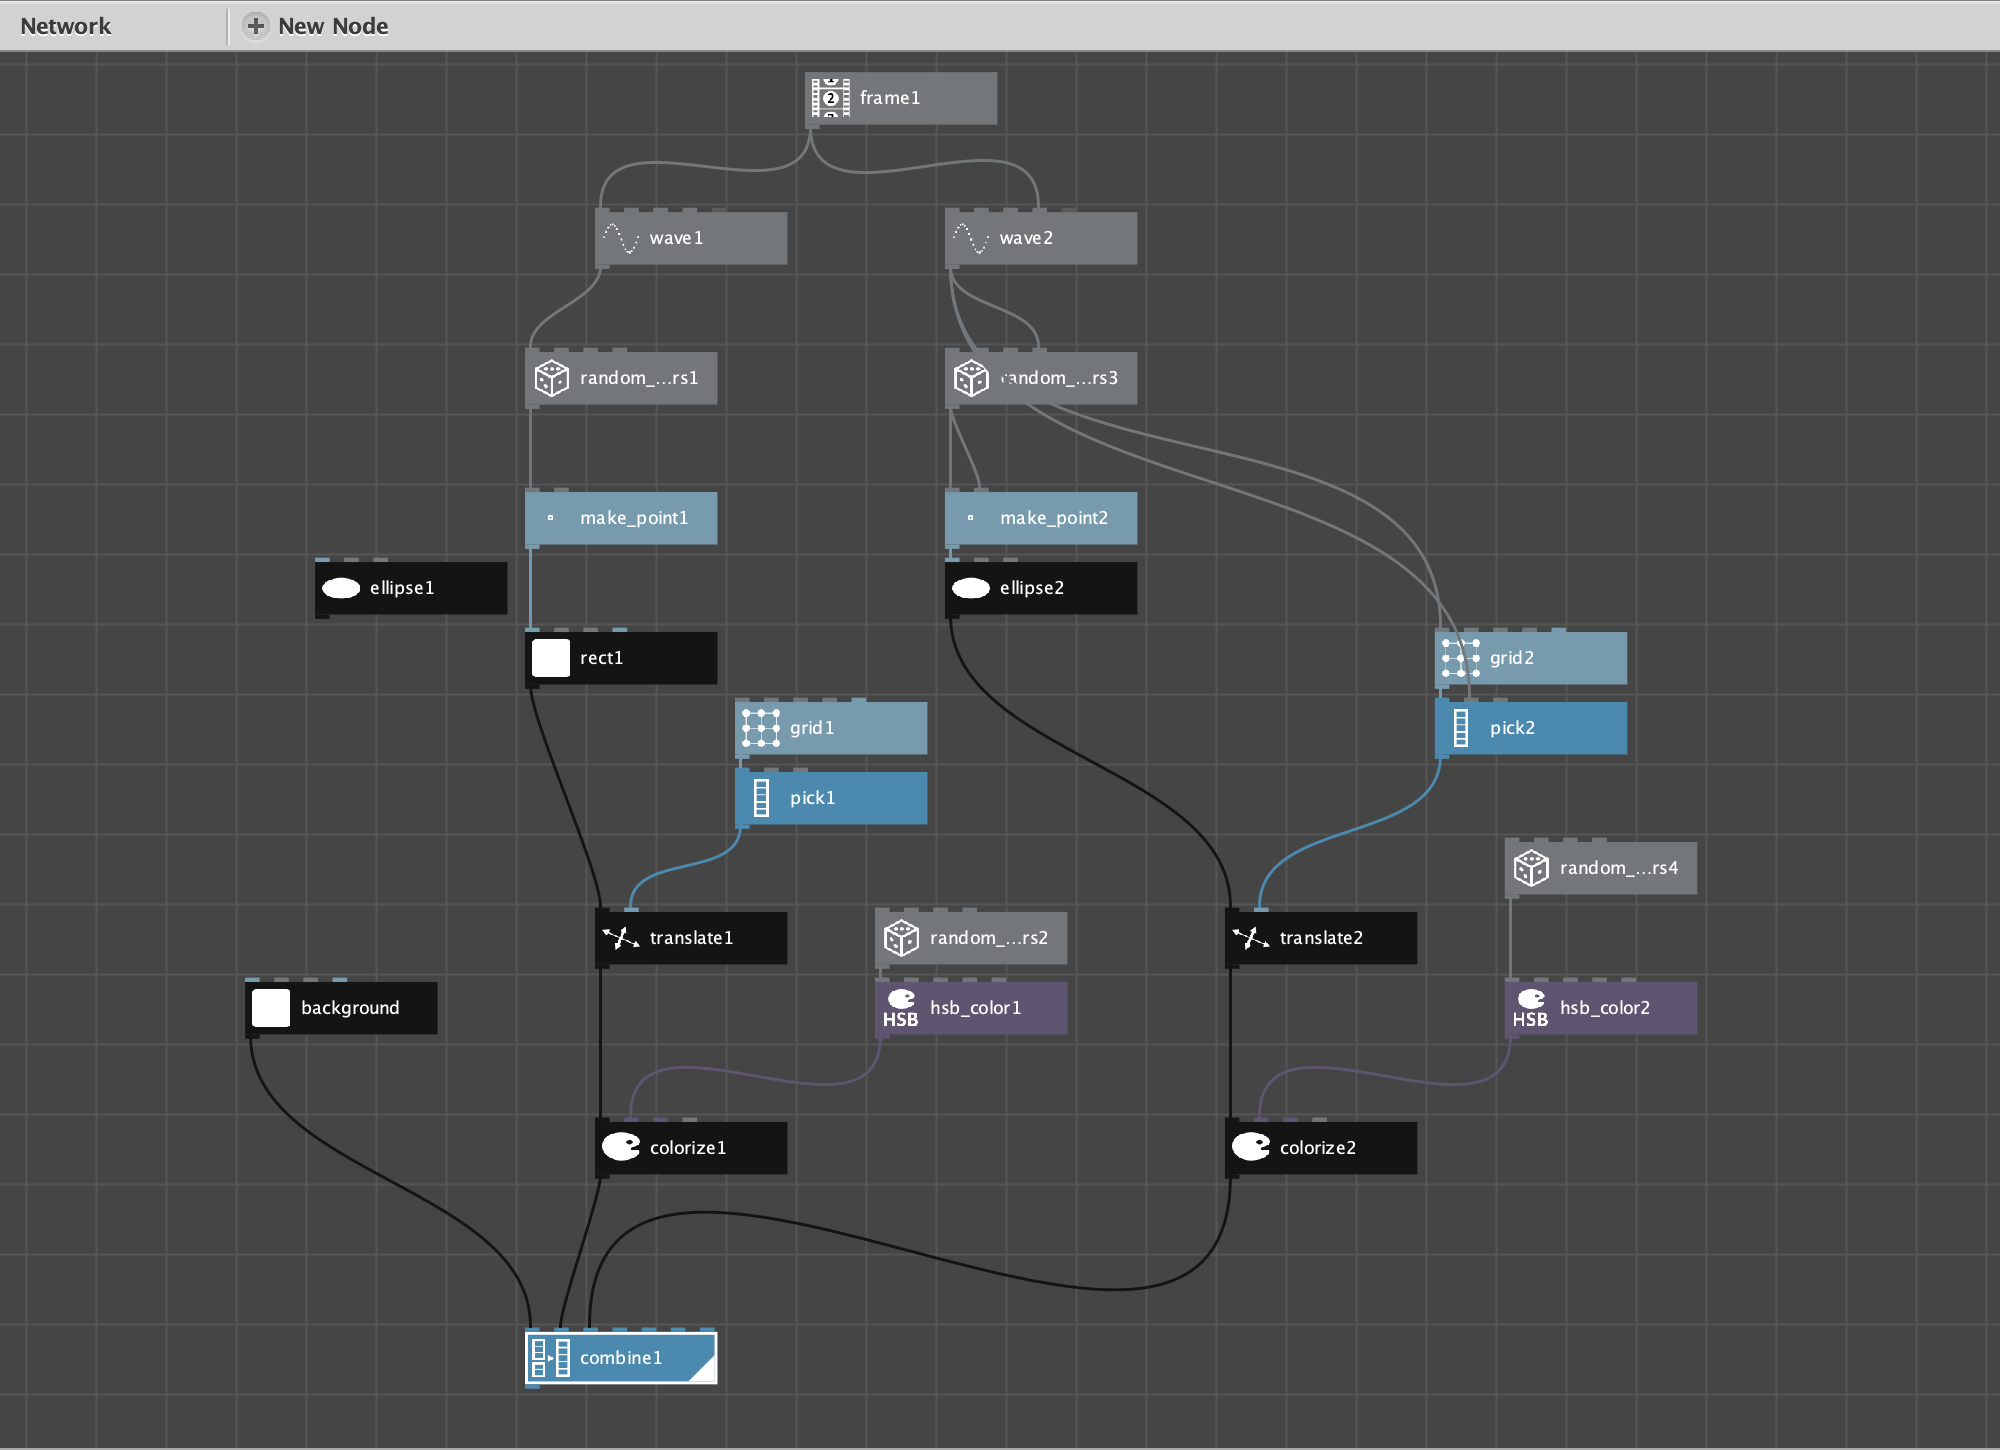 Network
New Node
2
frame1
wave1
wave2
random_...rs1
random_...rs3
make_point1
make_point2
ellipse1
ellipse2
rect1
grid2
grid1
pick2
pick1
random_...rs4
translate1
random_...rs2
translate2
background
HSB
hsb_color1
HSB
hsb_color2
colorize1
colorize2
combine1